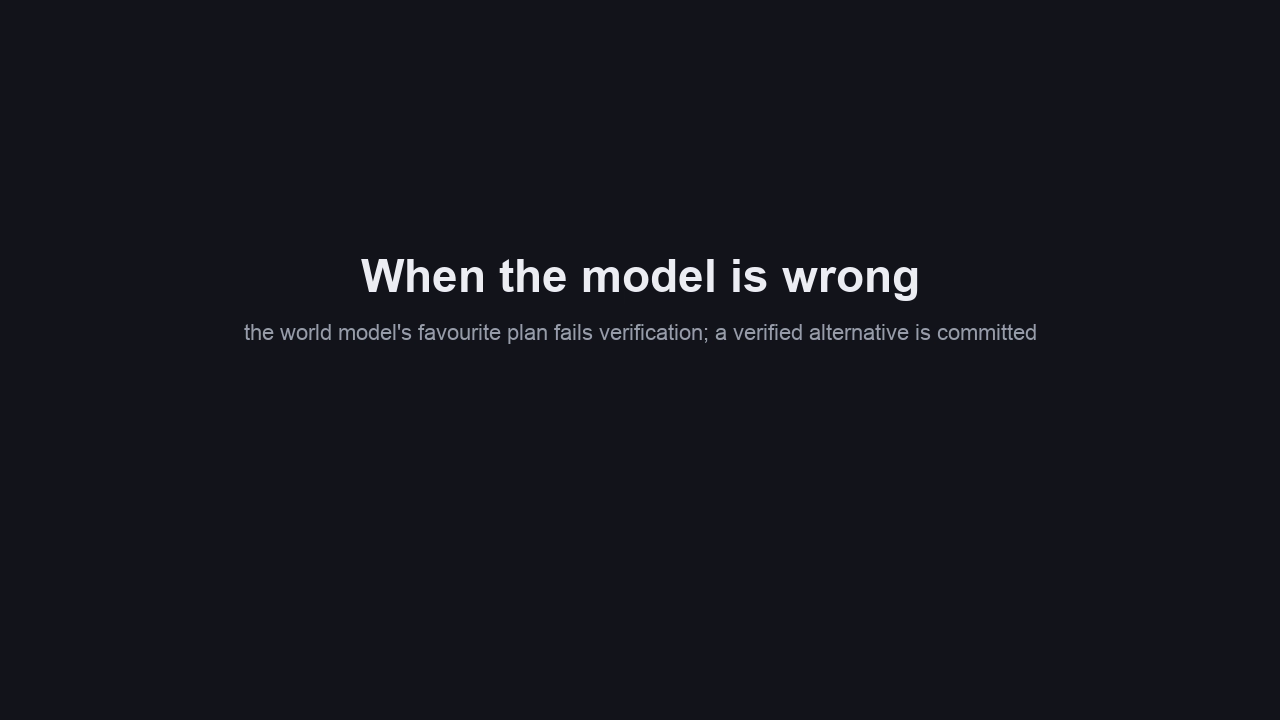 When the model is wrong
the world model's favourite plan fails verification; a verified alternative is committed